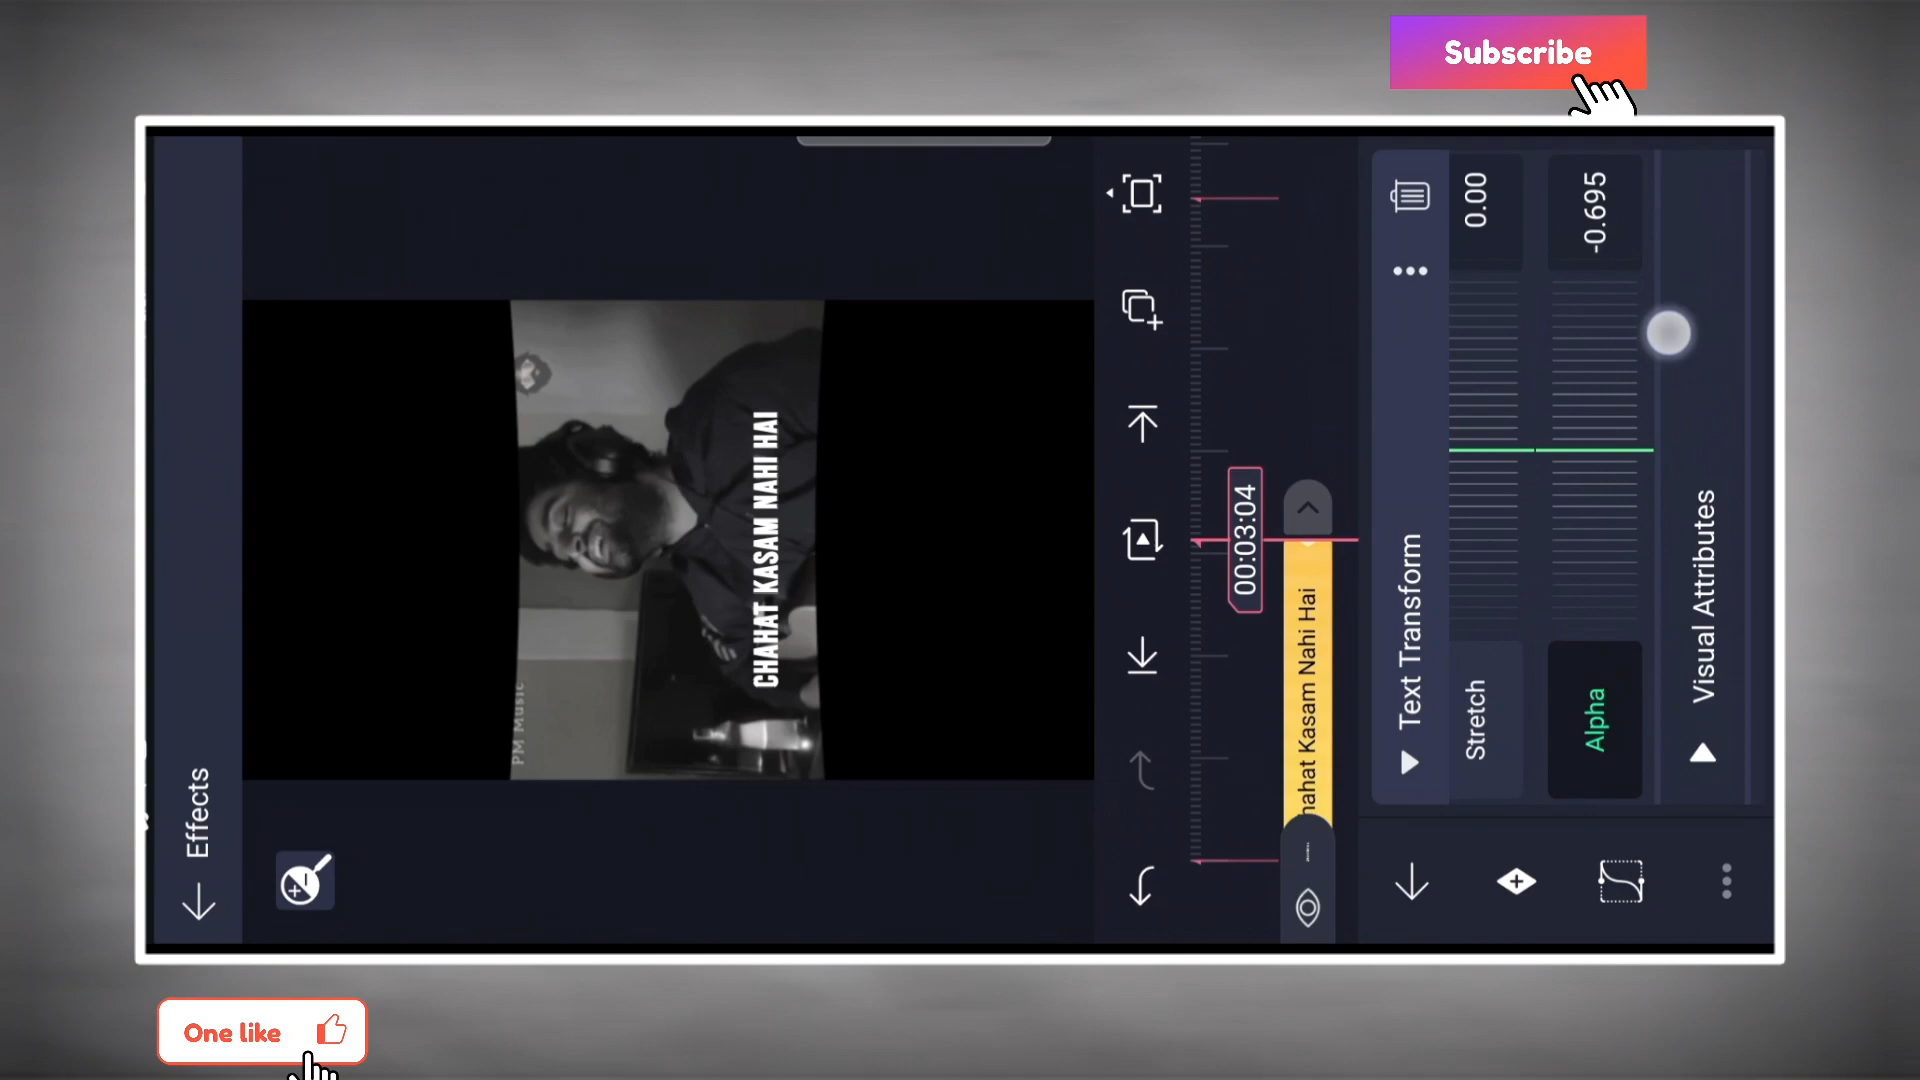 Subscribe
Effects
PM Music
CHAHAT KASAM NAHI HAI
00:03:04
hahat Kasam Nahi Hai
Text Transform
Stretch
0.00
Alpha
-0.695
Visual Attributes
One like